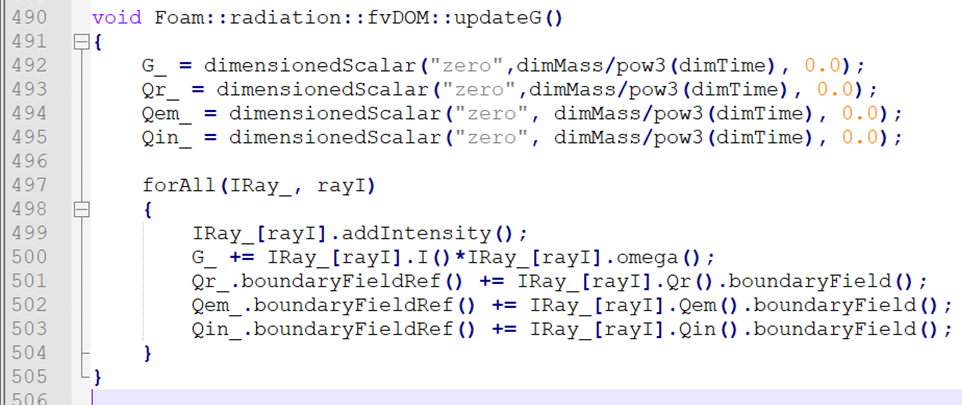 490 void Foam::radiation::fvDOM::updateG()
491 {
492     G_ = dimensionedScalar("zero",dimMass/pow3(dimTime), 0.0);
493     Qr_ = dimensionedScalar("zero",dimMass/pow3(dimTime), 0.0);
494     Qem_ = dimensionedScalar("zero", dimMass/pow3(dimTime), 0.0);
495     Qin_ = dimensionedScalar("zero", dimMass/pow3(dimTime), 0.0);
496
497     forAll(IRay_, rayI)
498     {
499         IRay_[rayI].addIntensity();
500         G_ += IRay_[rayI].I()*IRay_[rayI].omega();
501         Qr_.boundaryFieldRef() += IRay_[rayI].Qr().boundaryField();
502         Qem_.boundaryFieldRef() += IRay_[rayI].Qem().boundaryField();
503         Qin_.boundaryFieldRef() += IRay_[rayI].Qin().boundaryField();
504     }
505 }
506